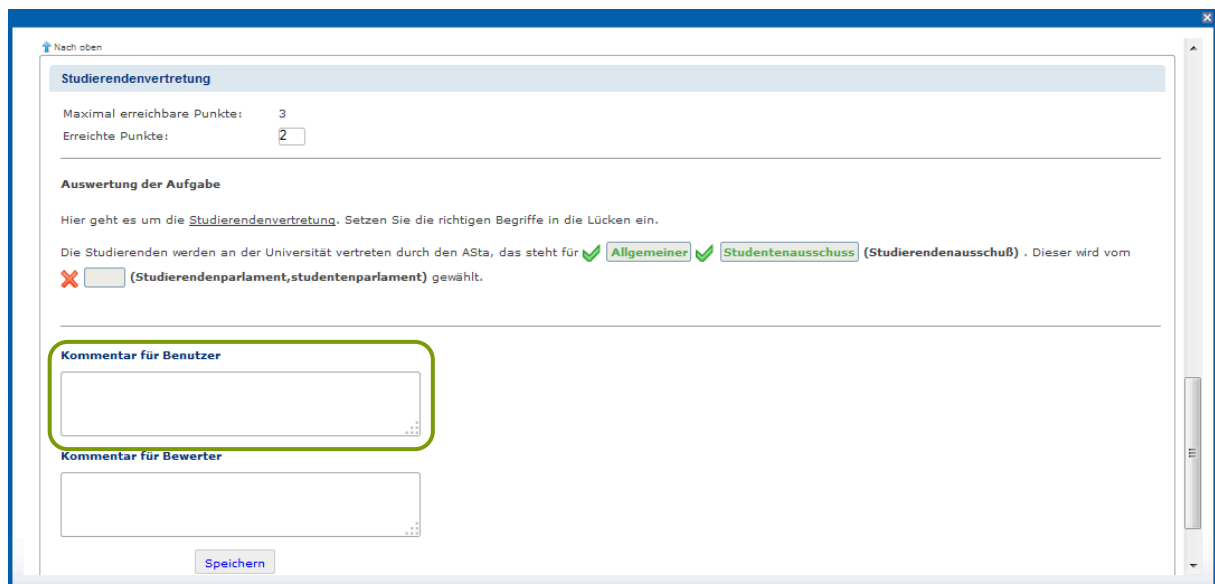 Nach oben
Studierendenvertretung
Maximal erreichbare Punkte: 3
Erreichte Punkte: 2
Auswertung der Aufgabe
Hier geht es um die Studierendenvertretung. Setzen Sie die richtigen Begriffe in die Lücken ein.
Die Studierenden werden an der Universität vertreten durch den ASta, das steht für Allgemeiner Studentenausschuss (Studierendenausschuß) . Dieser wird vom
(Studierendenparlament,studentenparlament) gewählt.
Kommentar für Benutzer
Kommentar für Bewerter
Speichern